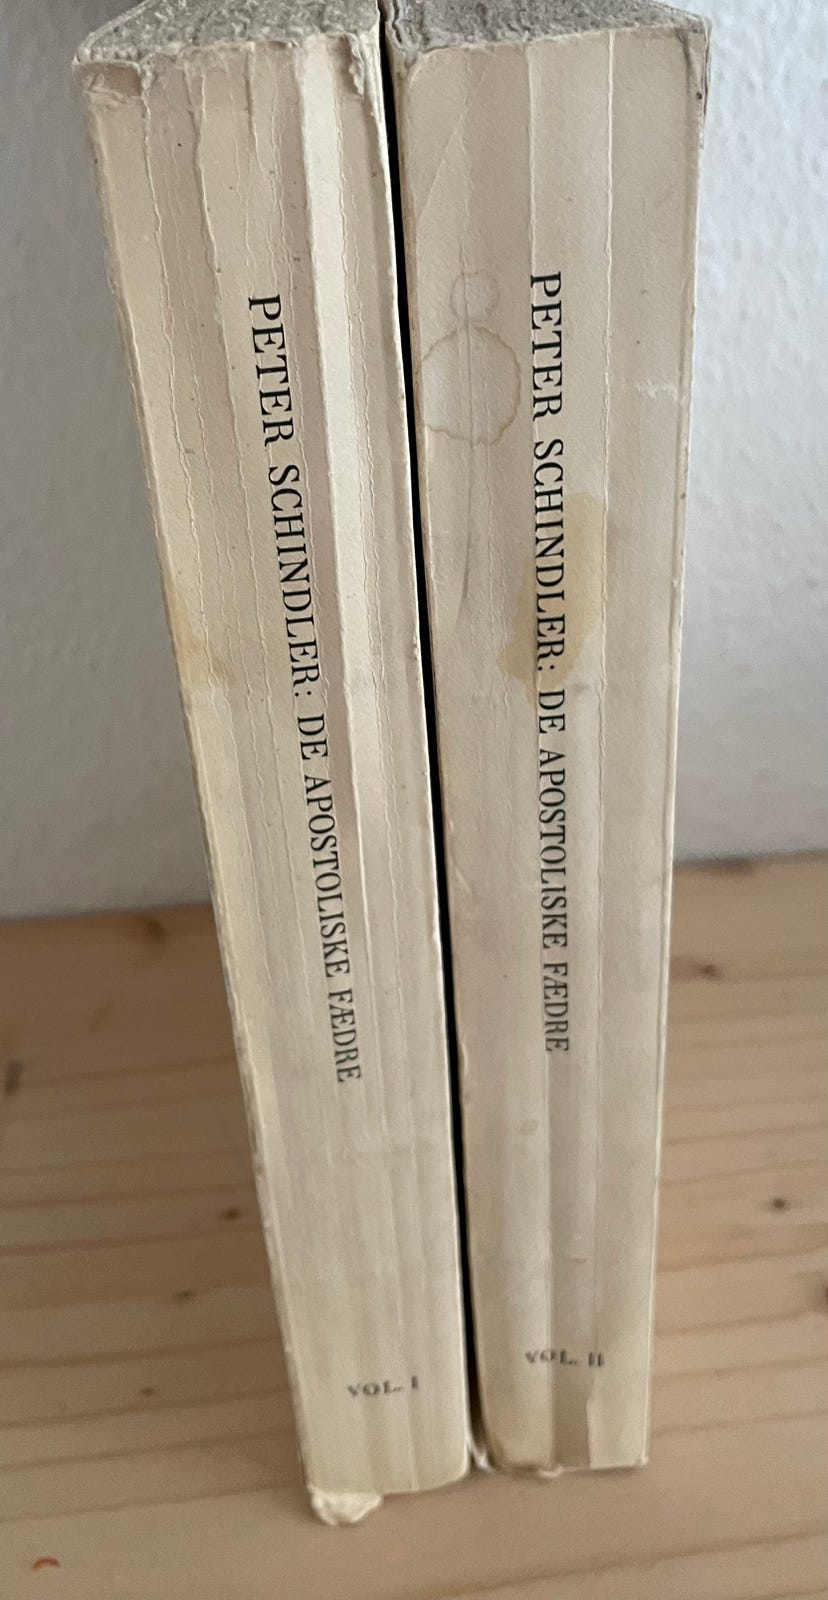 PETER SCHINDLER: DE APOSTOLISKE FÆDRE
VOL. I
PETER SCHINDLER: DE APOSTOLISKE FÆDRE
VOL. II